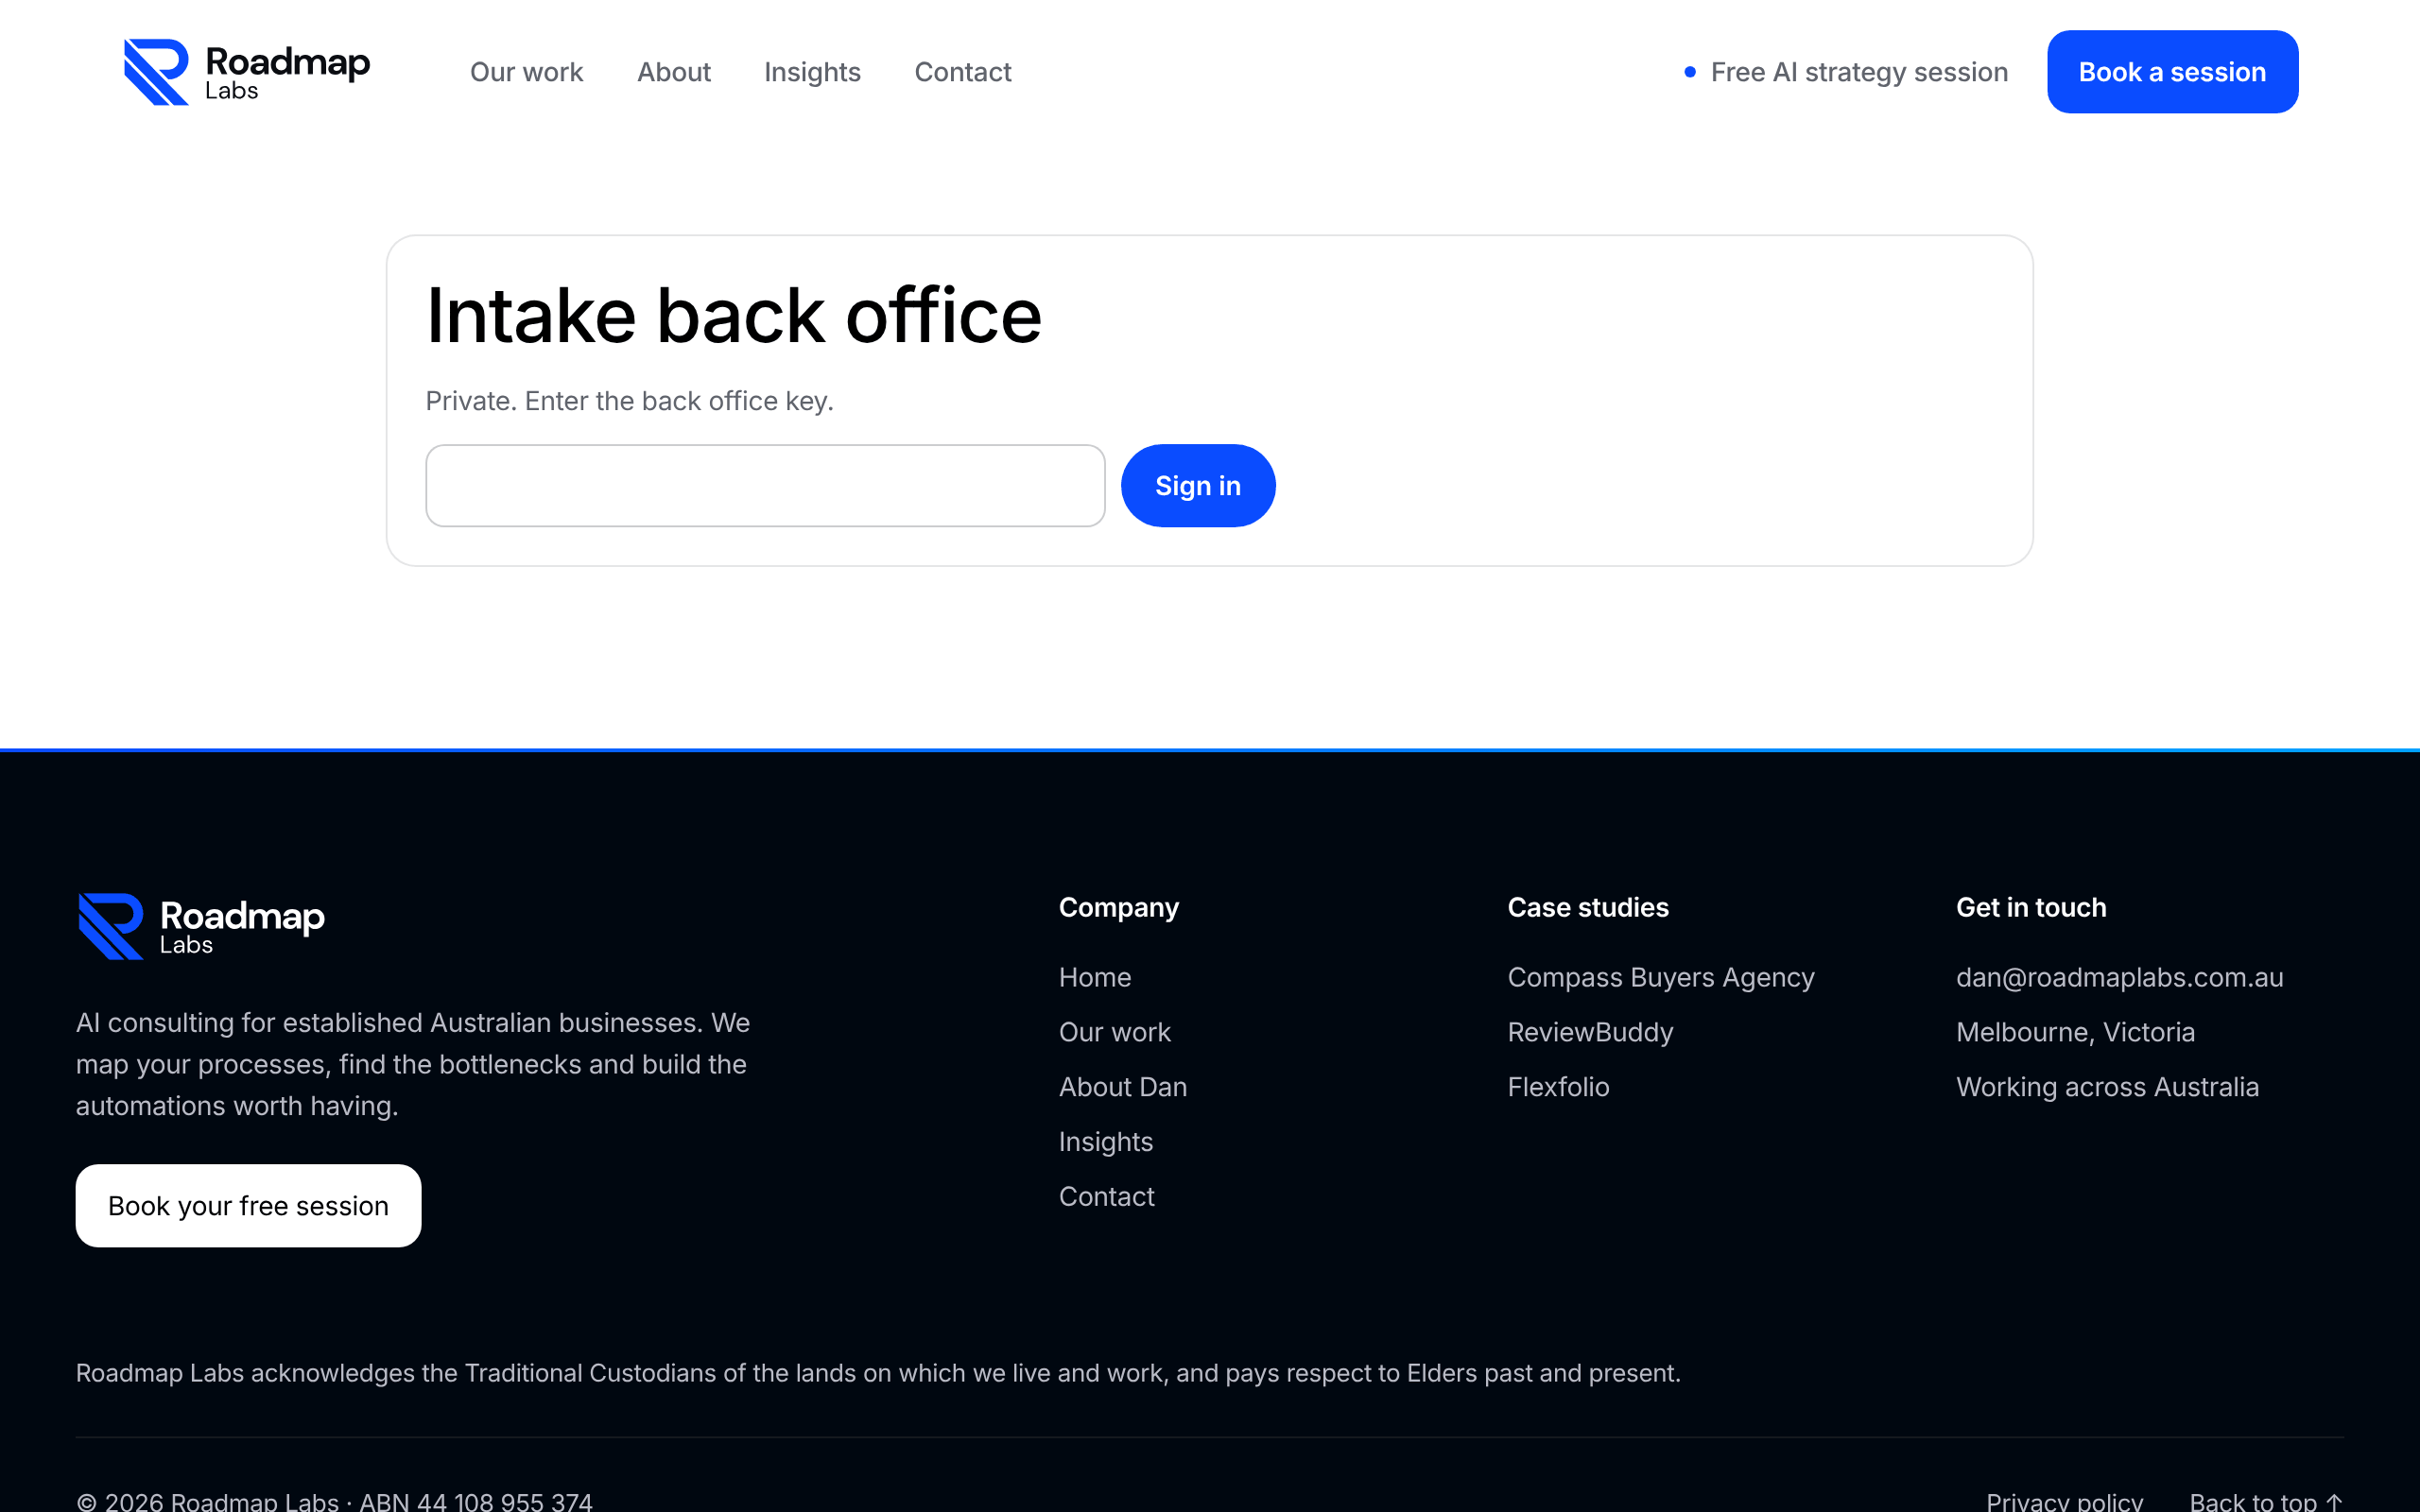 Roadmap
Labs
Our work
About
Insights
Contact
Free AI strategy session
Book a session
Intake back office
Private. Enter the back office key.
Sign in
Roadmap
Labs
AI consulting for established Australian businesses. We
map your processes, find the bottlenecks and build the
automations worth having.
Book your free session
Company
Home
Our work
About Dan
Insights
Contact
Case studies
Compass Buyers Agency
ReviewBuddy
Flexfolio
Get in touch
dan@roadmaplabs.com.au
Melbourne, Victoria
Working across Australia
Roadmap Labs acknowledges the Traditional Custodians of the lands on which we live and work, and pays respect to Elders past and present.
© 2026 Roadmap Labs · ABN 44 108 955 374
Privacy policy
Back to top ↑